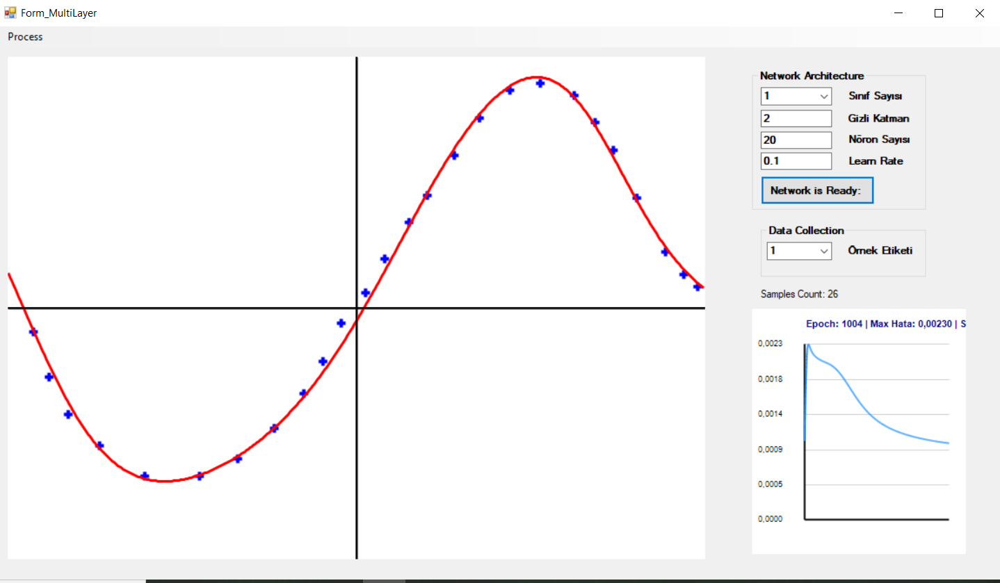 Form_MultiLayer
Process
Network Architecture
1 Sınıf Sayısı
2 Gizli Katman
20 Nöron Sayısı
0.1 Learn Rate
Network is Ready:
Data Collection
1 Örnek Etiketi
Samples Count: 26
Epoch: 1004 | Max Hata: 0,00230 | S
0,0023
0,0018
0,0014
0,0009
0,0005
0,0000